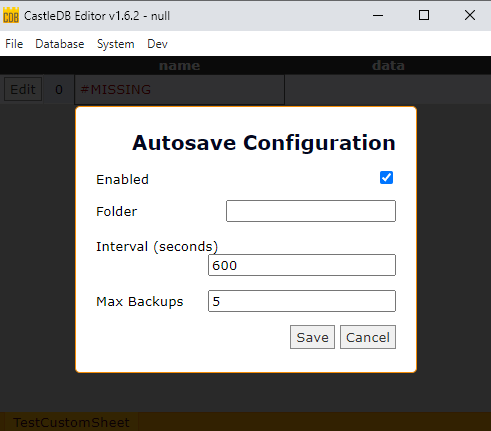 CDB CastleDB Editor v1.6.2 - null
File Database System Dev
name data
Edit 0 #MISSING
Autosave Configuration
Enabled
Folder
Interval (seconds)
600
Max Backups 5
Save Cancel
TestCustomSheet